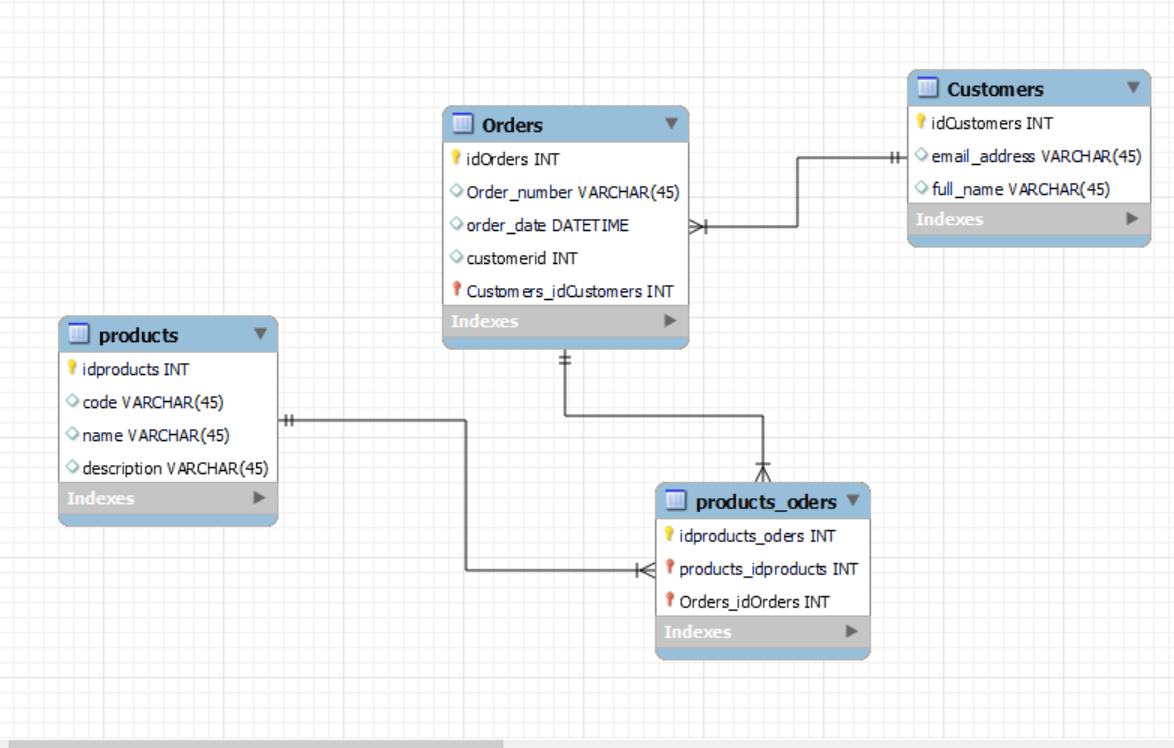 Customers
idCustomers INT
email_address VARCHAR(45)
full_name VARCHAR(45)
Indexes
Orders
idOrders INT
Order_number VARCHAR(45)
order_date DATETIME
customerid INT
Customers_idCustomers INT
Indexes
products
idproducts INT
code VARCHAR(45)
name VARCHAR(45)
description VARCHAR(45)
Indexes
products_oders
idproducts_oders INT
products_idproducts INT
Orders_idOrders INT
Indexes